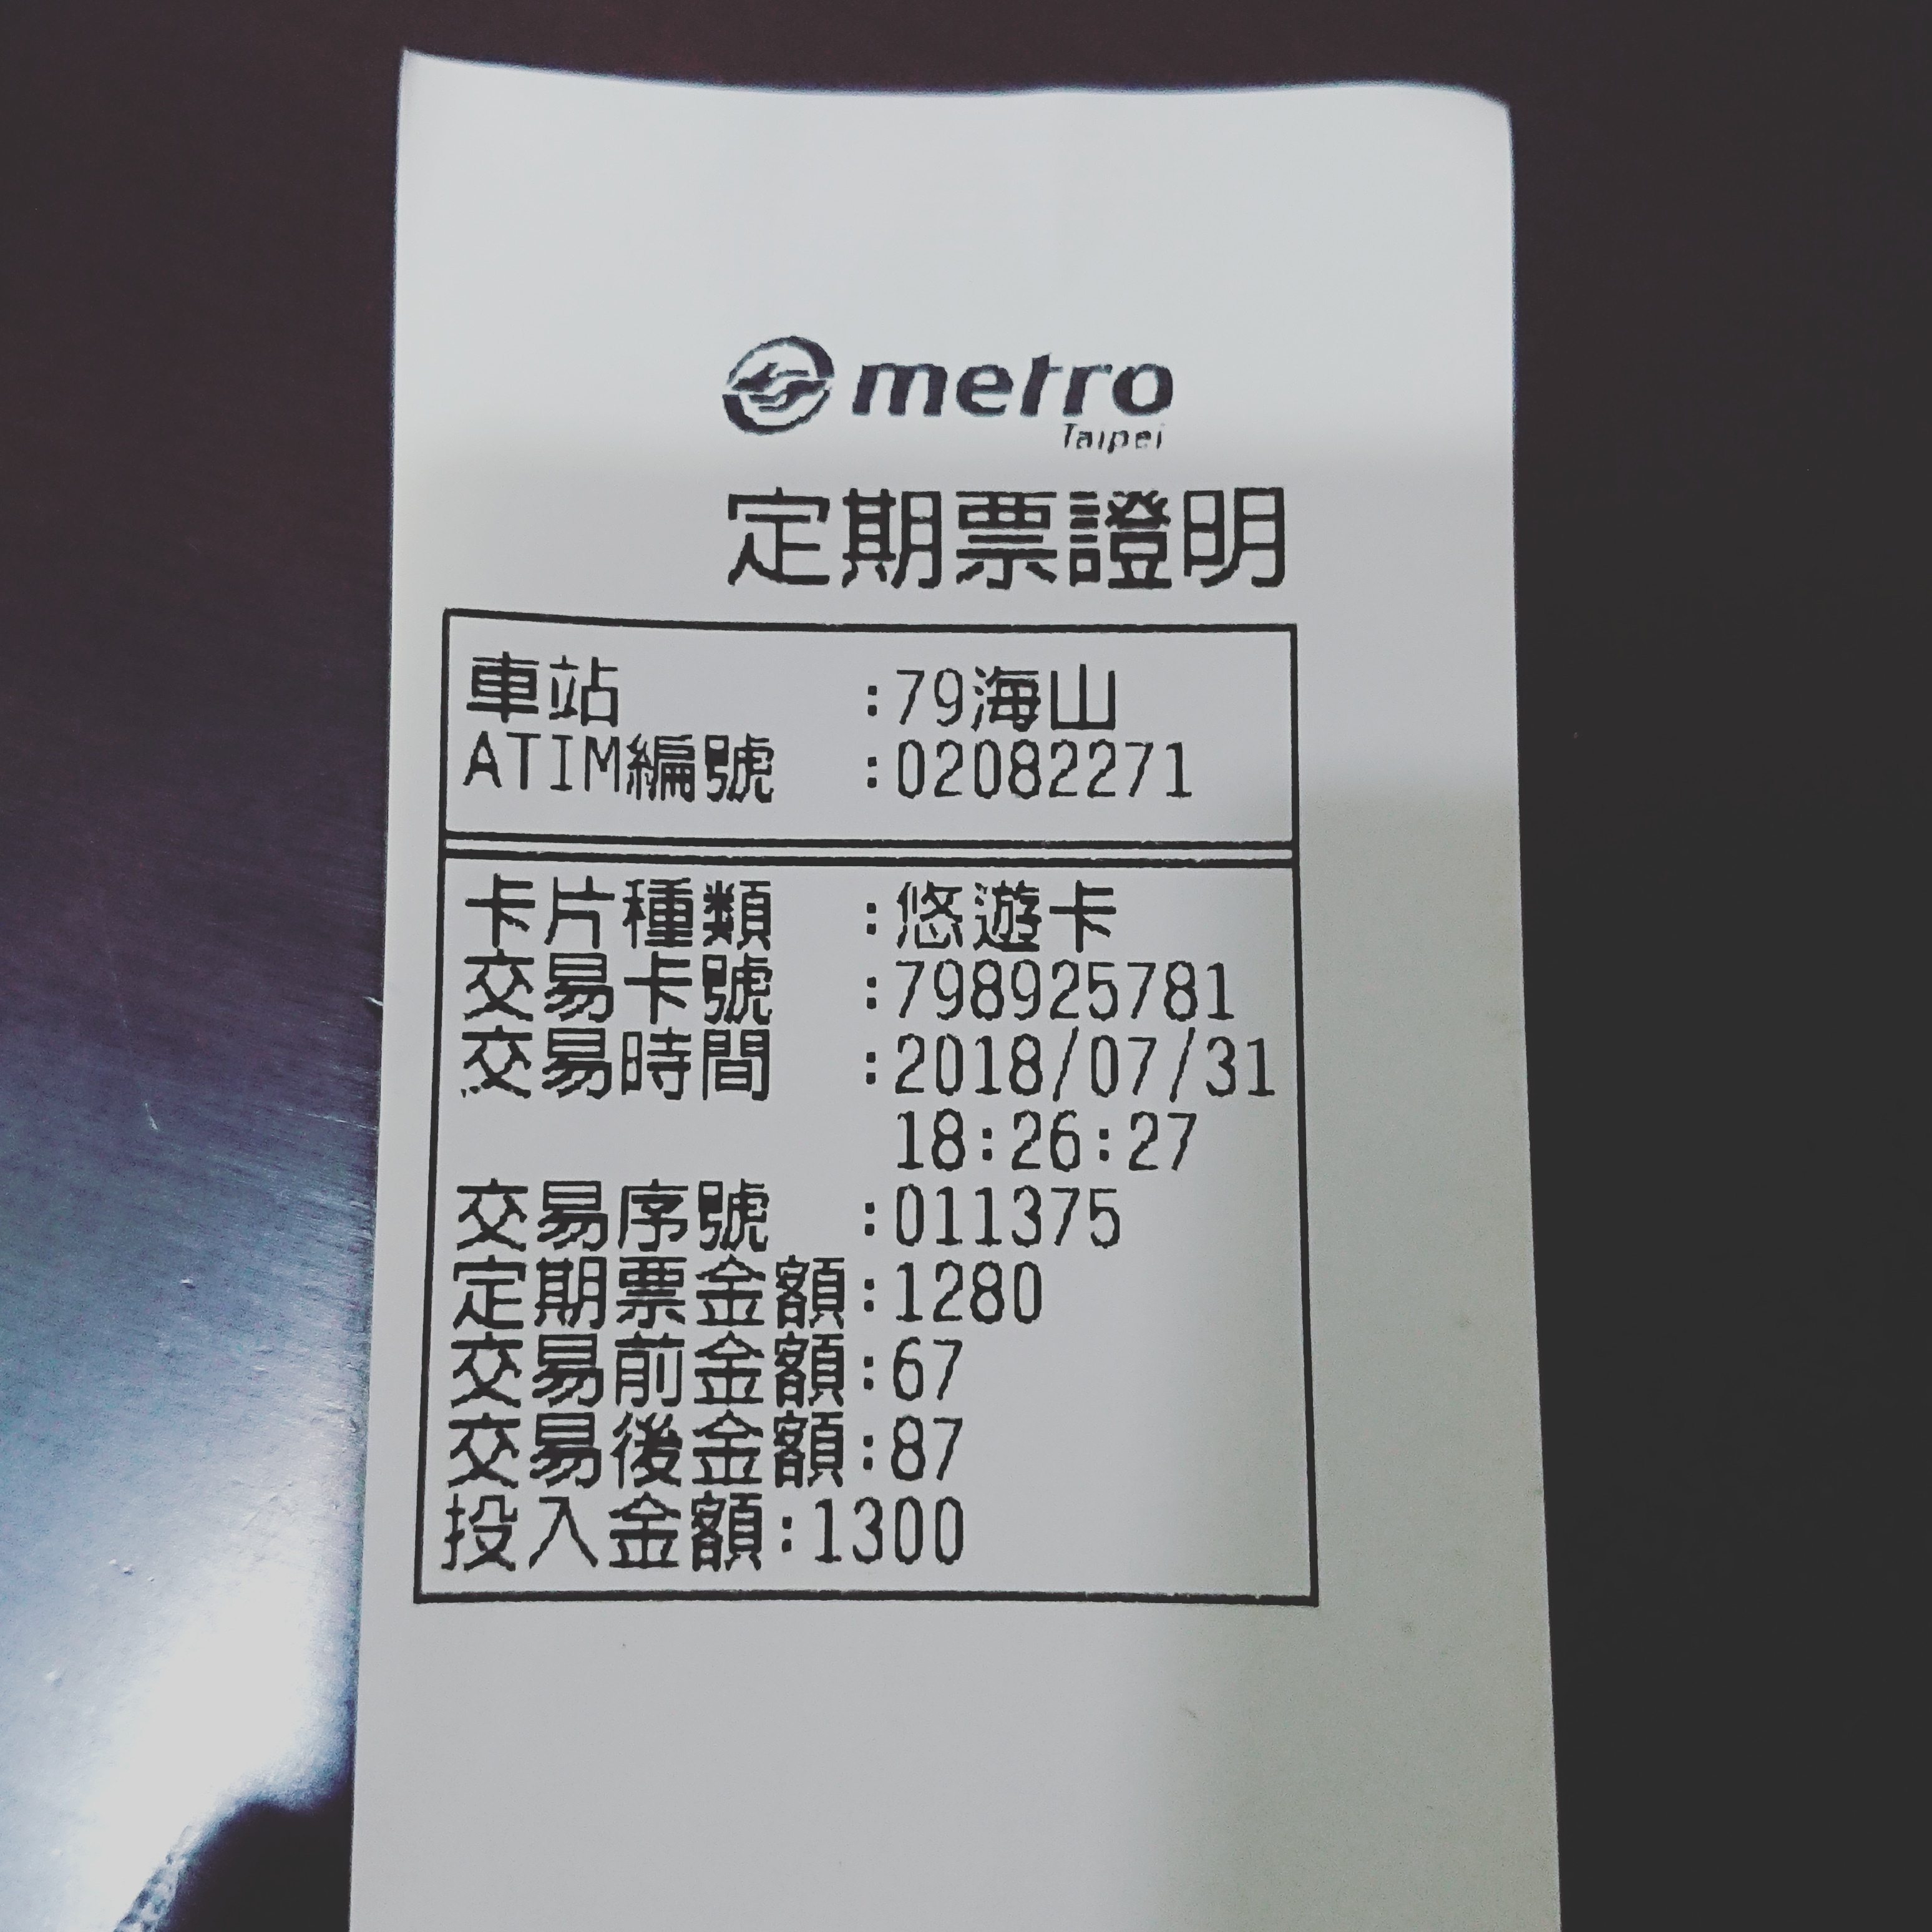 metro
Taipei
定期票證明
車站 :79海山
ATIM編號 :02082271
卡片種類 :悠遊卡
交易卡號 :798925781
交易時間 :2018/07/31
18:26:27
交易序號 :011375
定期票金額:1280
交易前金額:67
交易後金額:87
投入金額:1300